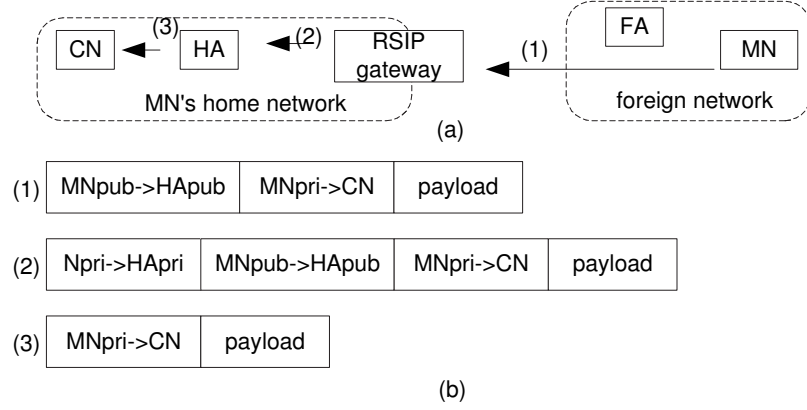 CN
(3)
HA
(2)
RSIP
gateway
(1)
FA
MN
MN's home network
foreign network
(a)
(1) MNpub->HApub MNpri->CN payload
(2) Npri->HApri MNpub->HApub MNpri->CN payload
(3) MNpri->CN payload
(b)